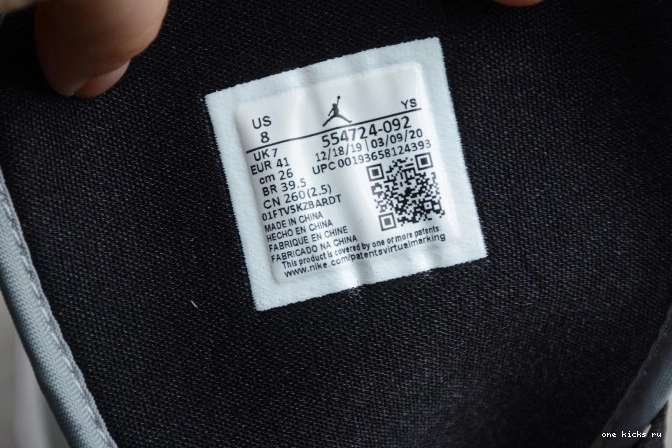 US YS
8
UK 7 554724-092
EUR 41 12/18/19 03/09/20
cm 26 UPC 00193658124393
BR 39.5
CN 260(2.5)
01FTVSKZBARDT
MADE IN CHINA
HECHO EN CHINA
FABRIQUE EN CHINE
FABRICADO NA CHINA
This product is covered by one or more patents:
www.nike.com/patentsvirtualmarking
one kicks ru